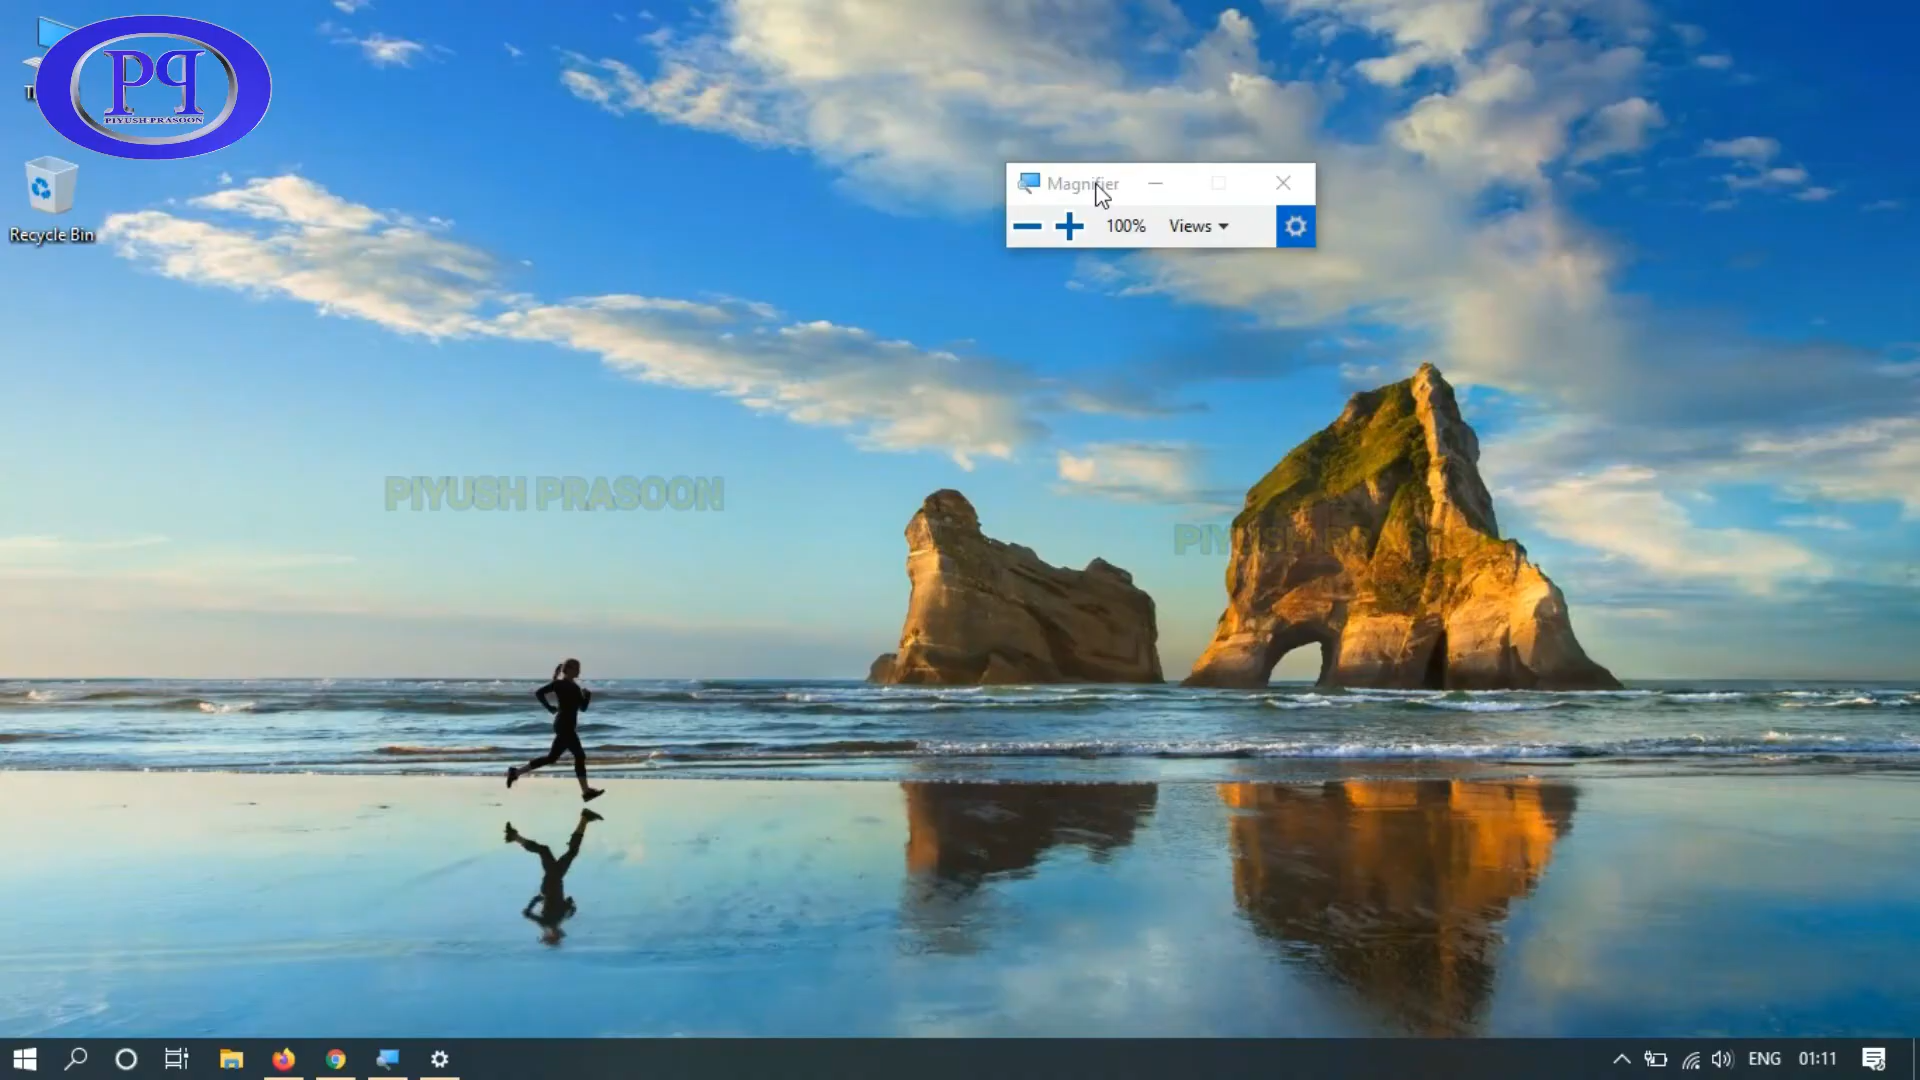 PP
PIYUSH PRASOON
Recycle Bin
Magnifier
100% Views
PIYUSH PRASOON
ENG 01:11